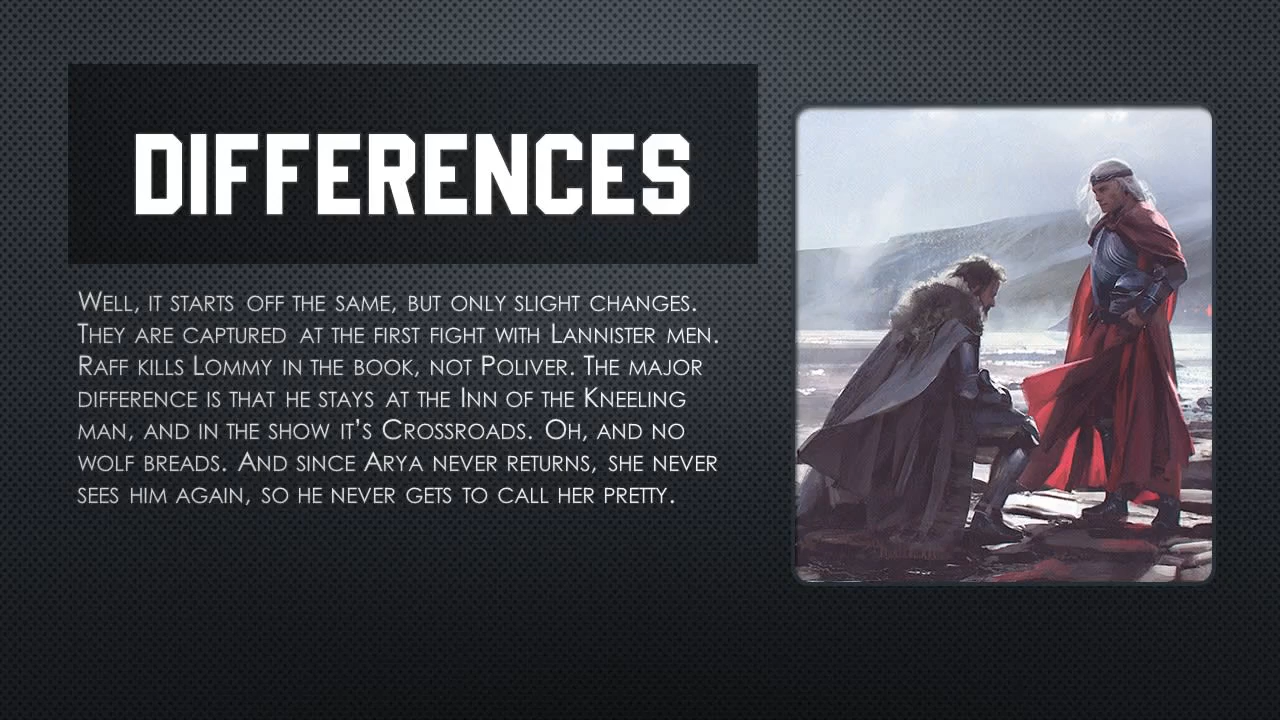 DIFFERENCES
Well, it starts off the same, but only slight changes.
They are captured at the first fight with Lannister men.
Raff kills Lommy in the book, not Poliver. The major
difference is that he stays at the Inn of the Kneeling
man, and in the show it's Crossroads. Oh, and no
wolf breads. And since Arya never returns, she never
sees him again, so he never gets to call her pretty.